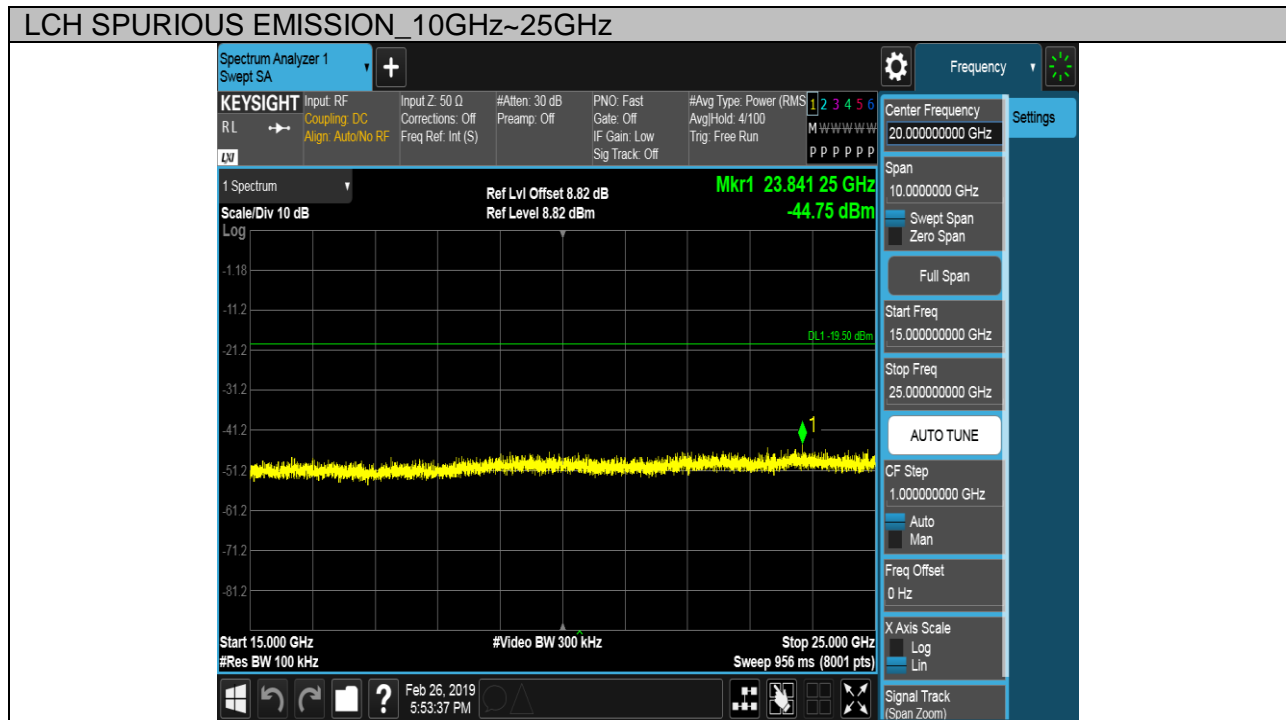 LCH SPURIOUS EMISSION_10GHz~25GHz
Spectrum Analyzer 1
Swept SA
Frequency
KEYSIGHT
RL
LXI
Input: RF
Coupling: DC
Align: Auto/No RF
Input Z: 50 Ω
Corrections: Off
Freq Ref: Int (S)
#Atten: 30 dB
Preamp: Off
PNO: Fast
Gate: Off
IF Gain: Low
Sig Track: Off
#Avg Type: Power (RMS
Avg|Hold: 4/100
Trig: Free Run
1 2 3 4 5 6
M W W W W W
P P P P P P
1 Spectrum
Scale/Div 10 dB
Ref Lvl Offset 8.82 dB
Ref Level 8.82 dBm
Mkr1 23.841 25 GHz
-44.75 dBm
Log
-1.18
-11.2
DL1 -19.50 dBm
-21.2
-31.2
-41.2
1
-51.2
-61.2
-71.2
-81.2
Start 15.000 GHz
#Video BW 300 kHz
Stop 25.000 GHz
#Res BW 100 kHz
Sweep 956 ms (8001 pts)
Center Frequency
20.000000000 GHz
Settings
Span
10.0000000 GHz
Swept Span
Zero Span
Full Span
Start Freq
15.000000000 GHz
Stop Freq
25.000000000 GHz
AUTO TUNE
CF Step
1.000000000 GHz
Auto
Man
Freq Offset
0 Hz
X Axis Scale
Log
Lin
Signal Track
(Span Zoom)
?
Feb 26, 2019
5:53:37 PM